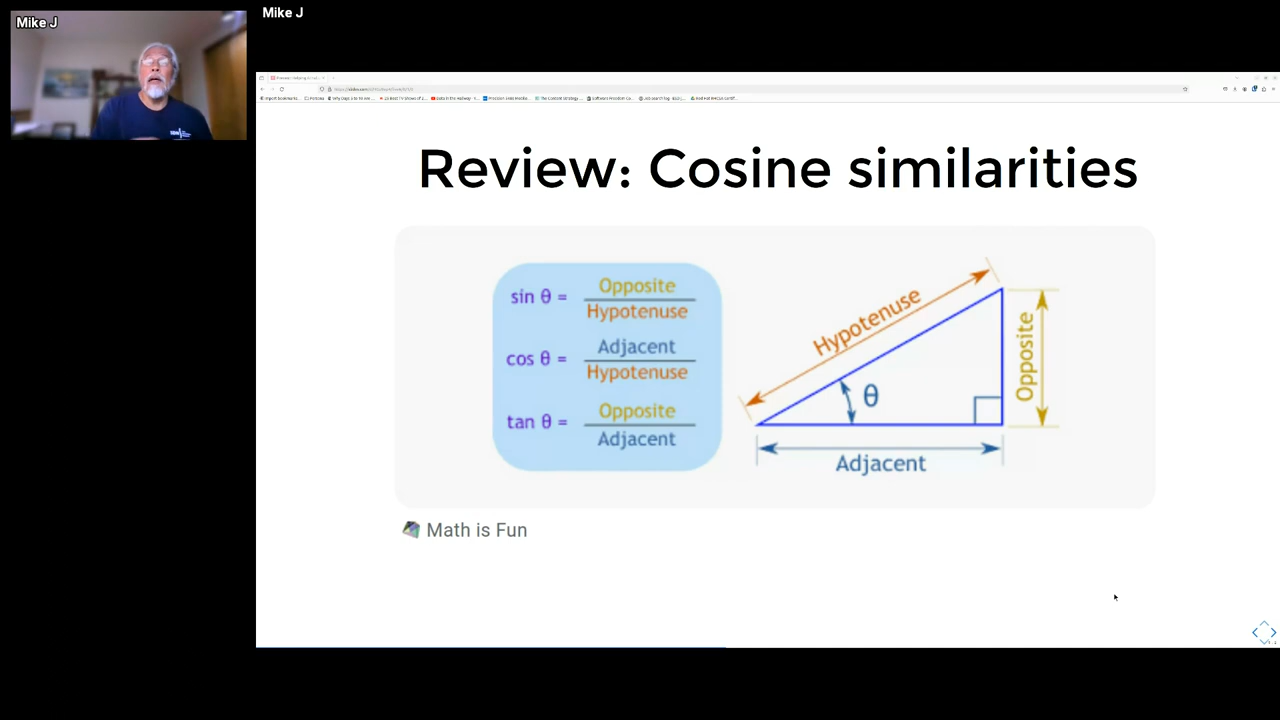 Mike J
Mike J
Review: Cosine similarities
sin θ = Opposite
Hypotenuse
cos θ = Adjacent
Hypotenuse
tan θ = Opposite
Adjacent
Hypotenuse
θ
Opposite
Adjacent
Math is Fun